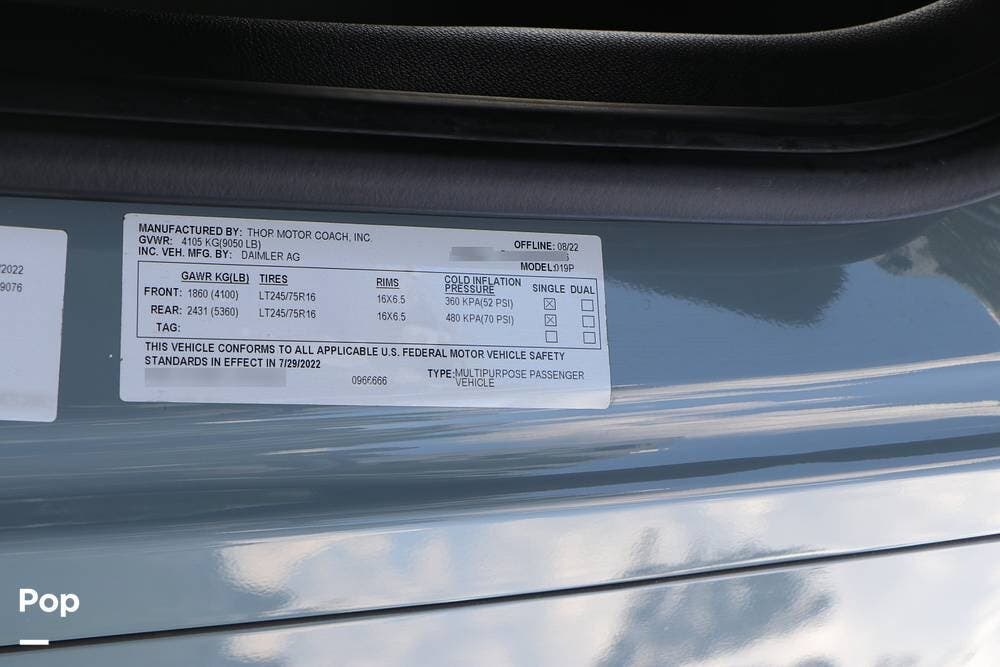 MANUFACTURED BY: THOR MOTOR COACH, INC.
GVWR: 4105 KG(9050 LB) OFFLINE: 08/22
INC. VEH. MFG. BY: DAIMLER AG
MODEL:019P
GAWR KG(LB) TIRES RIMS COLD INFLATION PRESSURE SINGLE DUAL
FRONT: 1860 (4100) LT245/75R16 16X6.5 360 KPA(52 PSI) ☒ ☐
REAR: 2431 (5360) LT245/75R16 16X6.5 480 KPA(70 PSI) ☒ ☐
TAG: ☐ ☐
THIS VEHICLE CONFORMS TO ALL APPLICABLE U.S. FEDERAL MOTOR VEHICLE SAFETY
STANDARDS IN EFFECT IN 7/29/2022
0966666 TYPE:MULTIPURPOSE PASSENGER
VEHICLE
/2022
9076
Pop